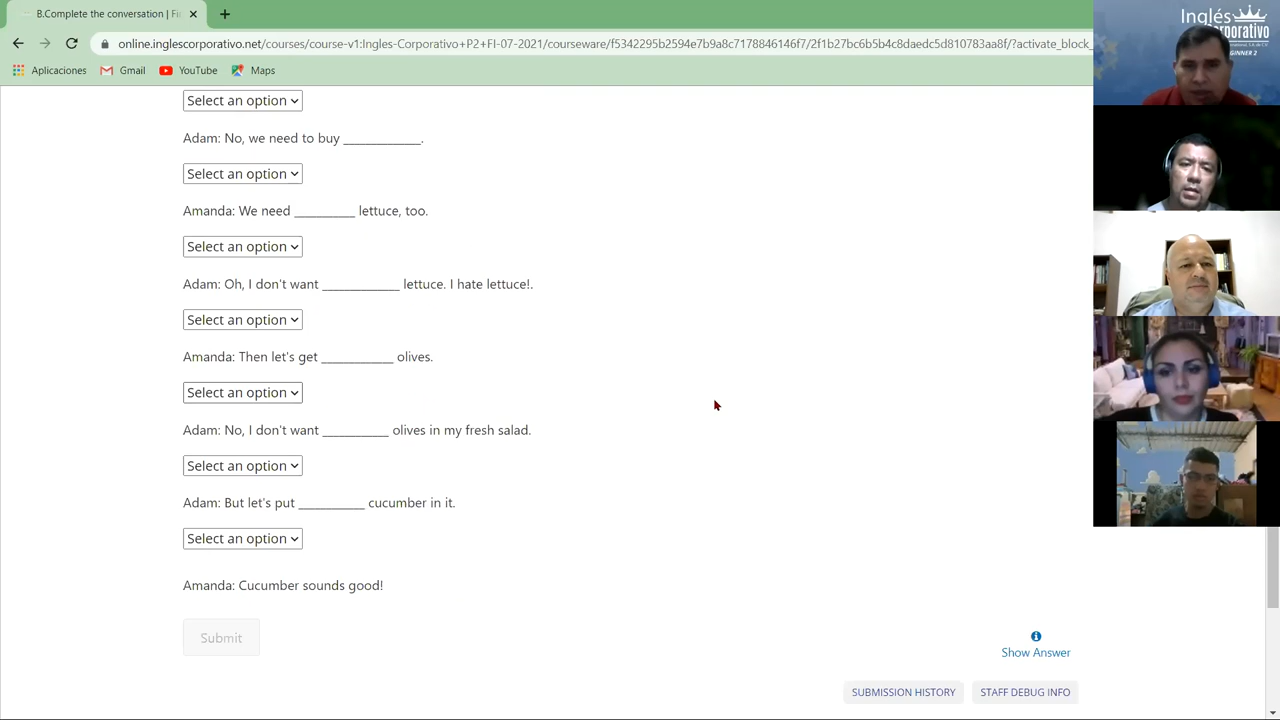 B.Complete the conversation | Fi
online.inglescorporativo.net/courses/course-v1:Ingles-Corporativo+P2+FI-07-2021/courseware/f5342295b2594e7b9a8c7178846146f7/2f1b27bc6b5b4c8daedc5d810783aa8f/?activate_block_
Aplicaciones Gmail YouTube Maps
Select an option
Adam: No, we need to buy _____________.
Select an option
Amanda: We need __________ lettuce, too.
Select an option
Adam: Oh, I don't want _____________ lettuce. I hate lettuce!.
Select an option
Amanda: Then let's get ____________ olives.
Select an option
Adam: No, I don't want ___________ olives in my fresh salad.
Select an option
Adam: But let's put ___________ cucumber in it.
Select an option
Amanda: Cucumber sounds good!
Submit
Show Answer
SUBMISSION HISTORY STAFF DEBUG INFO
Inglés